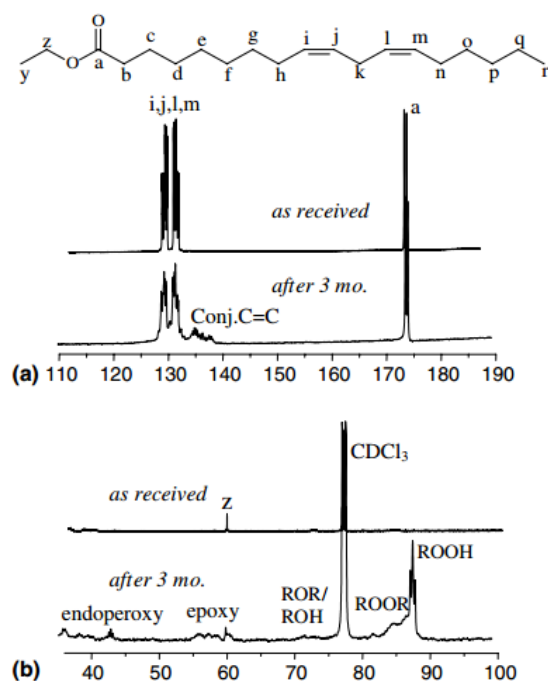 z c e g i j l m o q
y O O a b d f h k n p r
i,j,l,m a
as received
after 3 mo.
Conj.C=C
(a) 110 120 130 140 150 160 170 180 190
CDCl₃
as received z
after 3 mo. ROOH
endoperoxy epoxy ROR/
ROH ROOR
(b) 40 50 60 70 80 90 100